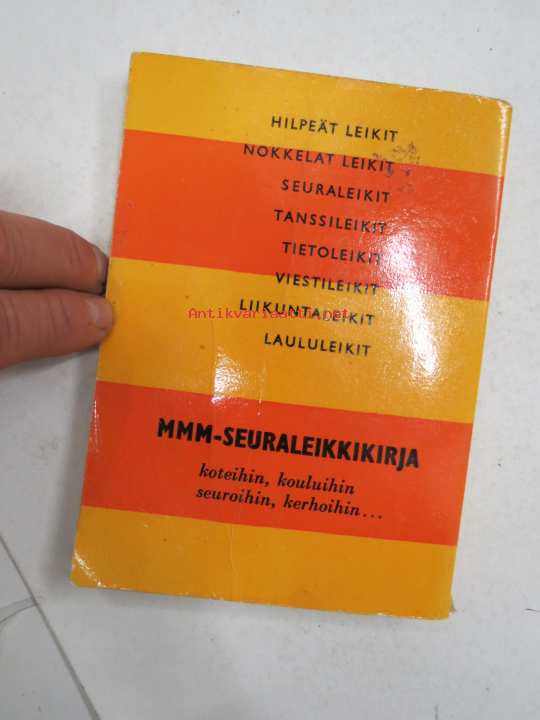 HILPEÄT LEIKIT
NOKKELAT LEIKIT
SEURALEIKIT
TANSSILEIKIT
TIETOLEIKIT
VIESTILEIKIT
LIIKUNTALEIKIT
Antikvariaatti.net
LAULULEIKIT
MMM-SEURALEIKKIKIRJA
koteihin, kouluihin
seuroihin, kerhoihin...